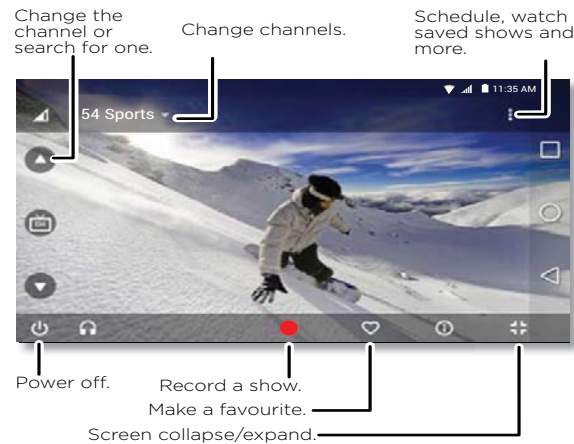 Change the
channel or
search for one.
Change channels.
Schedule, watch
saved shows and
more.
11:35 AM
54 Sports
CH
Power off.
Record a show.
Make a favourite.
Screen collapse/expand.